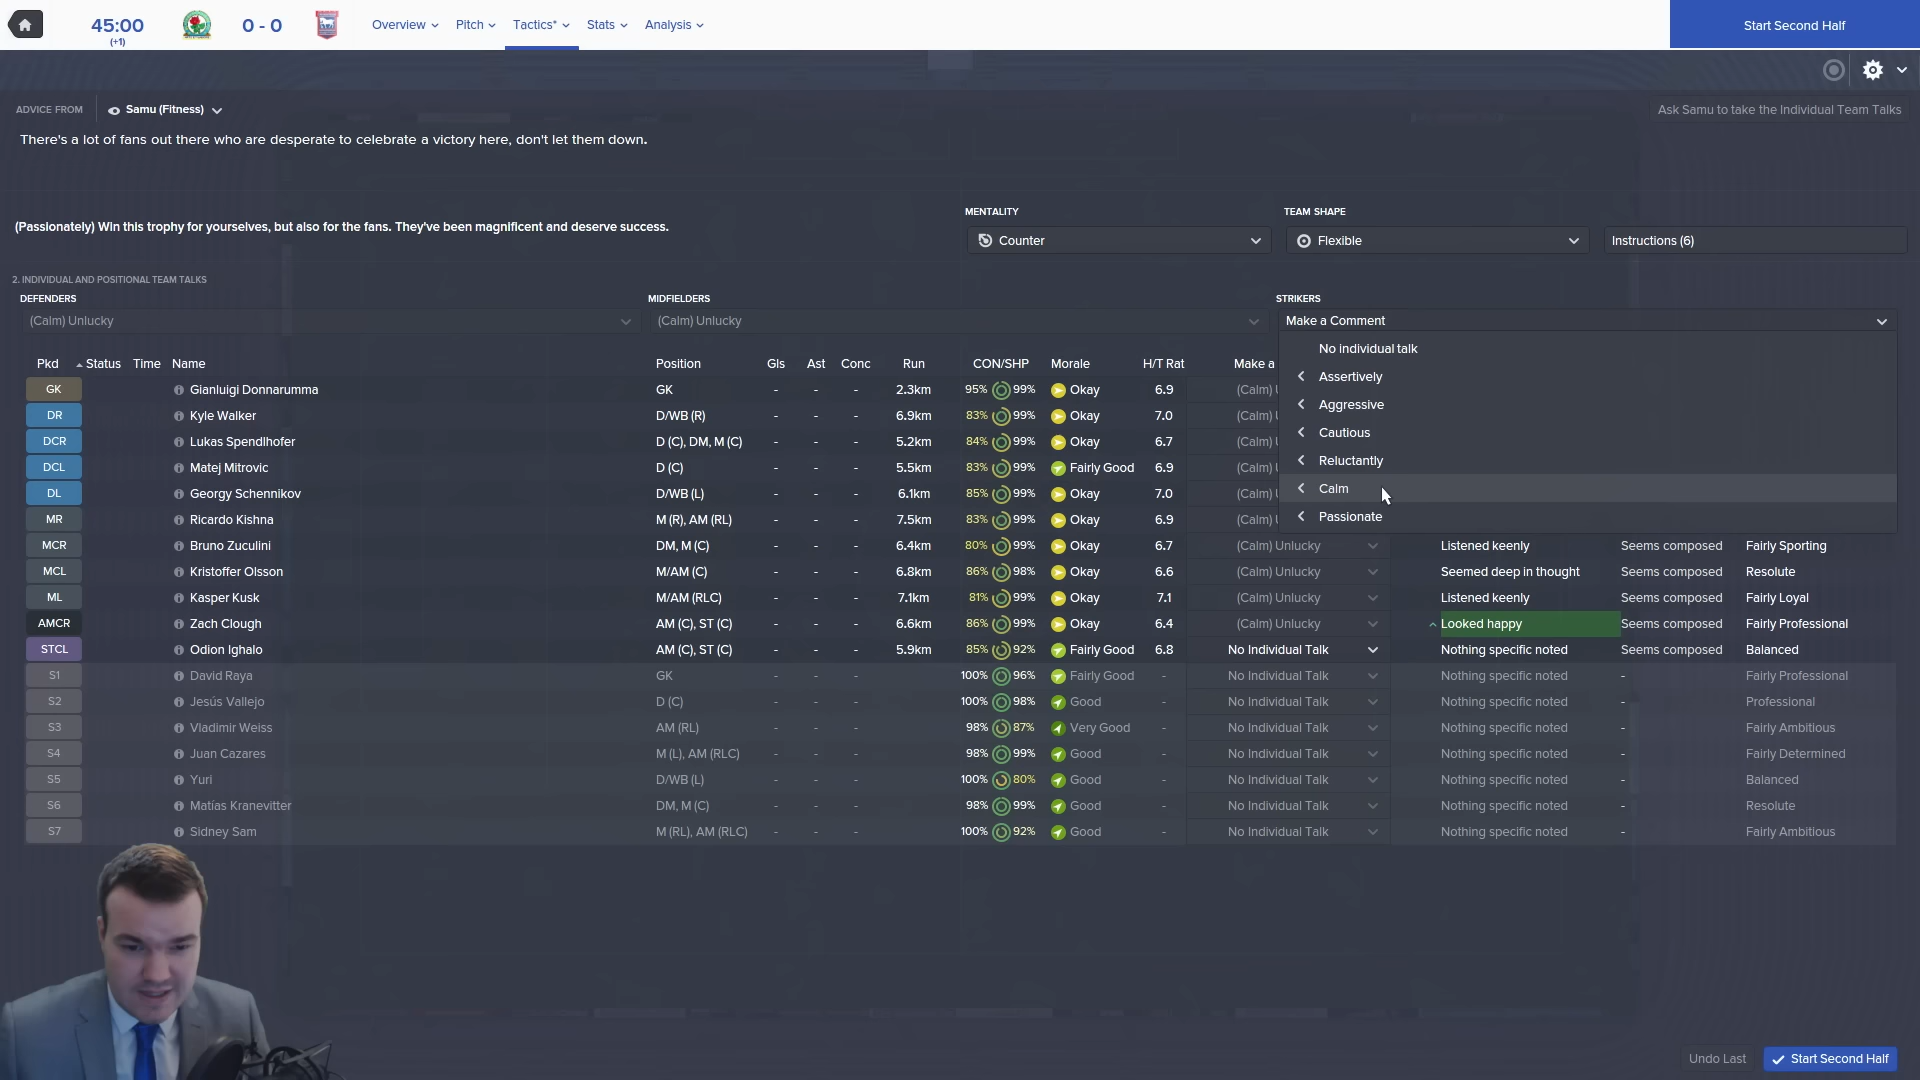 45:00
(+1)
0 - 0
Overview
Pitch
Tactics*
Stats
Analysis
Start Second Half
ADVICE FROM
Samu (Fitness)
Ask Samu to take the Individual Team Talks
There's a lot of fans out there who are desperate to celebrate a victory here, don't let them down.
MENTALITY
TEAM SHAPE
(Passionately) Win this trophy for yourselves, but also for the fans. They've been magnificent and deserve success.
Counter
Flexible
Instructions (6)
2. INDIVIDUAL AND POSITIONAL TEAM TALKS
DEFENDERS
MIDFIELDERS
STRIKERS
(Calm) Unlucky
(Calm) Unlucky
Make a Comment
No individual talk
Assertively
Aggressive
Cautious
Reluctantly
Calm
Passionate
Pkd Status Time Name Position Gls Ast Conc Run CON/SHP Morale H/T Rat Make a
GK Gianluigi Donnarumma GK - - - 2.3km 95% 99% Okay 6.9 (Calm)
DR Kyle Walker D/WB (R) - - - 6.9km 83% 99% Okay 7.0 (Calm)
DCR Lukas Spendlhofer D (C), DM, M (C) - - - 5.2km 84% 99% Okay 6.7 (Calm)
DCL Matej Mitrovic D (C) - - - 5.5km 83% 99% Fairly Good 6.9 (Calm)
DL Georgy Schennikov D/WB (L) - - - 6.1km 85% 99% Okay 7.0 (Calm)
MR Ricardo Kishna M (R), AM (RL) - - - 7.5km 83% 99% Okay 6.9 (Calm)
MCR Bruno Zuculini DM, M (C) - - - 6.4km 80% 99% Okay 6.7 (Calm) Unlucky Listened keenly Seems composed Fairly Sporting
MCL Kristoffer Olsson M/AM (C) - - - 6.8km 86% 98% Okay 6.6 (Calm) Unlucky Seemed deep in thought Seems composed Resolute
ML Kasper Kusk M/AM (RLC) - - - 7.1km 81% 99% Okay 7.1 (Calm) Unlucky Listened keenly Seems composed Fairly Loyal
AMCR Zach Clough AM (C), ST (C) - - - 6.6km 86% 99% Okay 6.4 (Calm) Unlucky Looked happy Seems composed Fairly Professional
STCL Odion Ighalo AM (C), ST (C) - - - 5.9km 85% 92% Fairly Good 6.8 No Individual Talk Nothing specific noted Seems composed Balanced
S1 David Raya GK - - - 100% 96% Fairly Good - No Individual Talk Nothing specific noted - Fairly Professional
S2 Jesús Vallejo D (C) - - - 100% 98% Good - No Individual Talk Nothing specific noted - Professional
S3 Vladimir Weiss AM (RL) - - - 98% 87% Very Good - No Individual Talk Nothing specific noted - Fairly Ambitious
S4 Juan Cazares M (L), AM (RLC) - - - 98% 99% Good - No Individual Talk Nothing specific noted - Fairly Determined
S5 Yuri D/WB (L) - - - 100% 80% Good - No Individual Talk Nothing specific noted - Balanced
S6 Matías Kranevitter DM, M (C) - - - 98% 99% Good - No Individual Talk Nothing specific noted - Resolute
S7 Sidney Sam M (RL), AM (RLC) - - - 100% 92% Good - No Individual Talk Nothing specific noted - Fairly Ambitious
Undo Last
Start Second Half